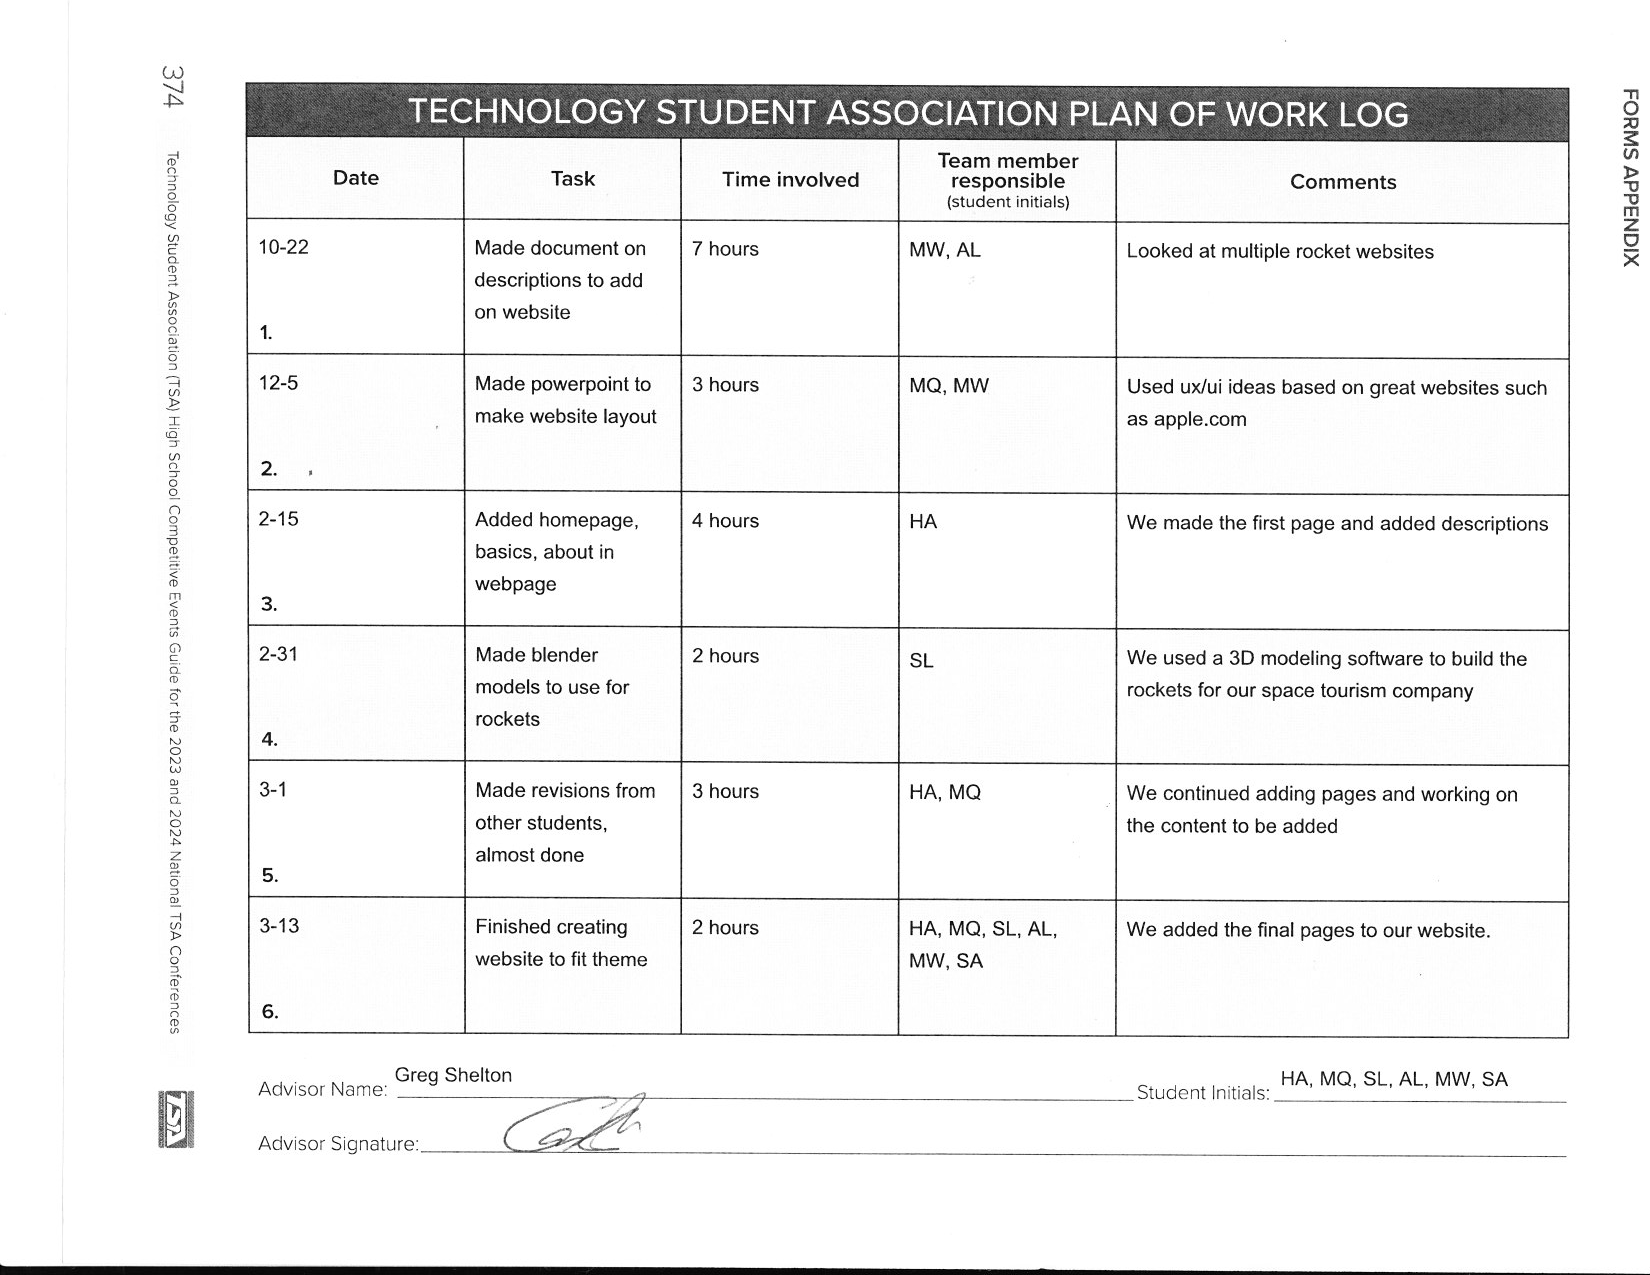 374
Technology Student Association (TSA) High School Competitive Events Guide for the 2023 and 2024 National TSA Conferences
TSA
FORMS APPENDIX
TECHNOLOGY STUDENT ASSOCIATION PLAN OF WORK LOG
Date
Task
Time involved
Team member
responsible
(student initials)
Comments
10-22
1.
Made document on
descriptions to add
on website
7 hours
MW, AL
Looked at multiple rocket websites
12-5
2.
Made powerpoint to
make website layout
3 hours
MQ, MW
Used ux/ui ideas based on great websites such
as apple.com
2-15
3.
Added homepage,
basics, about in
webpage
4 hours
HA
We made the first page and added descriptions
2-31
4.
Made blender
models to use for
rockets
2 hours
SL
We used a 3D modeling software to build the
rockets for our space tourism company
3-1
5.
Made revisions from
other students,
almost done
3 hours
HA, MQ
We continued adding pages and working on
the content to be added
3-13
6.
Finished creating
website to fit theme
2 hours
HA, MQ, SL, AL,
MW, SA
We added the final pages to our website.
Advisor Name: Greg Shelton
Student Initials: HA, MQ, SL, AL, MW, SA
Advisor Signature: